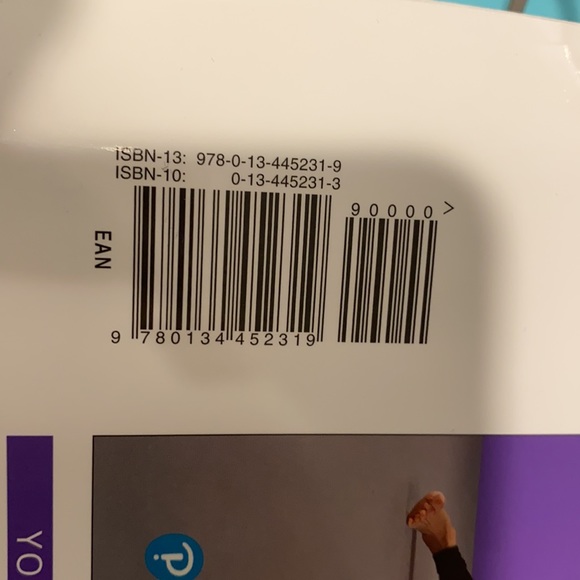 ISBN-13: 978-0-13-445231-9
ISBN-10: 0-13-445231-3
90000>
EAN
9 780134 452319
YO